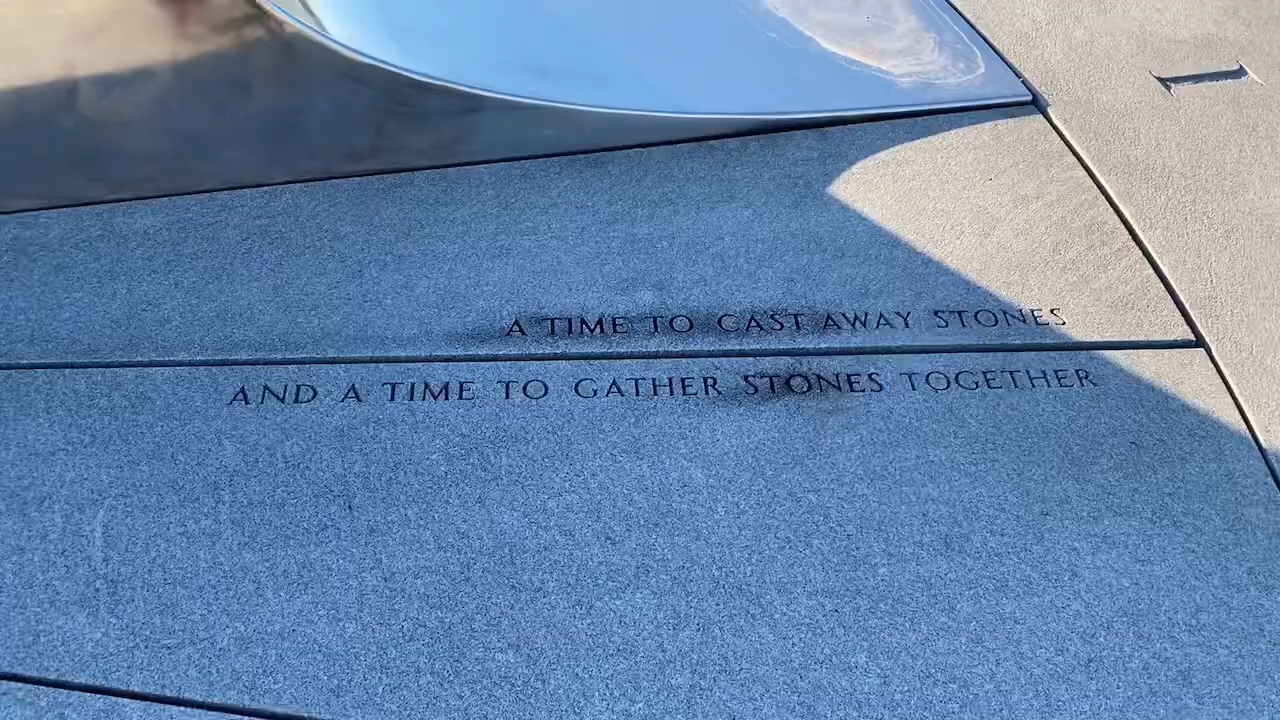 I
A TIME TO CAST AWAY STONES
AND A TIME TO GATHER STONES TOGETHER